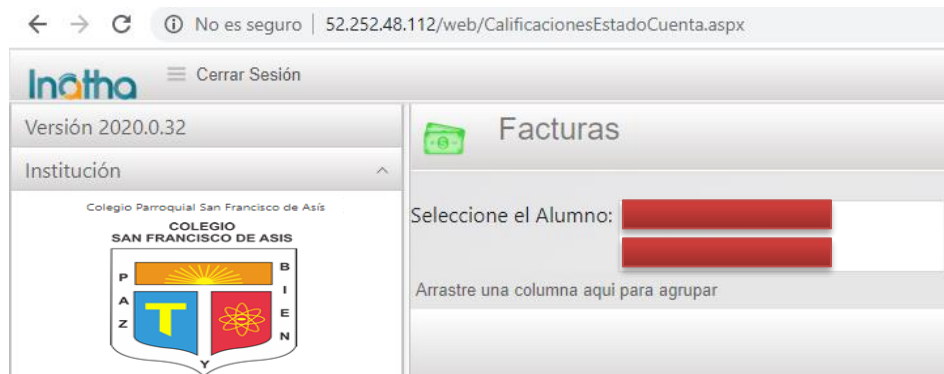 No es seguro | 52.252.48.112/web/CalificacionesEstadoCuenta.aspx
Inatha
Cerrar Sesión
Versión 2020.0.32
Facturas
Institución
Colegio Parroquial San Francisco de Asís
COLEGIO
SAN FRANCISCO DE ASIS
PAZ
Y
BIEN
T
Seleccione el Alumno:
Arrastre una columna aqui para agrupar